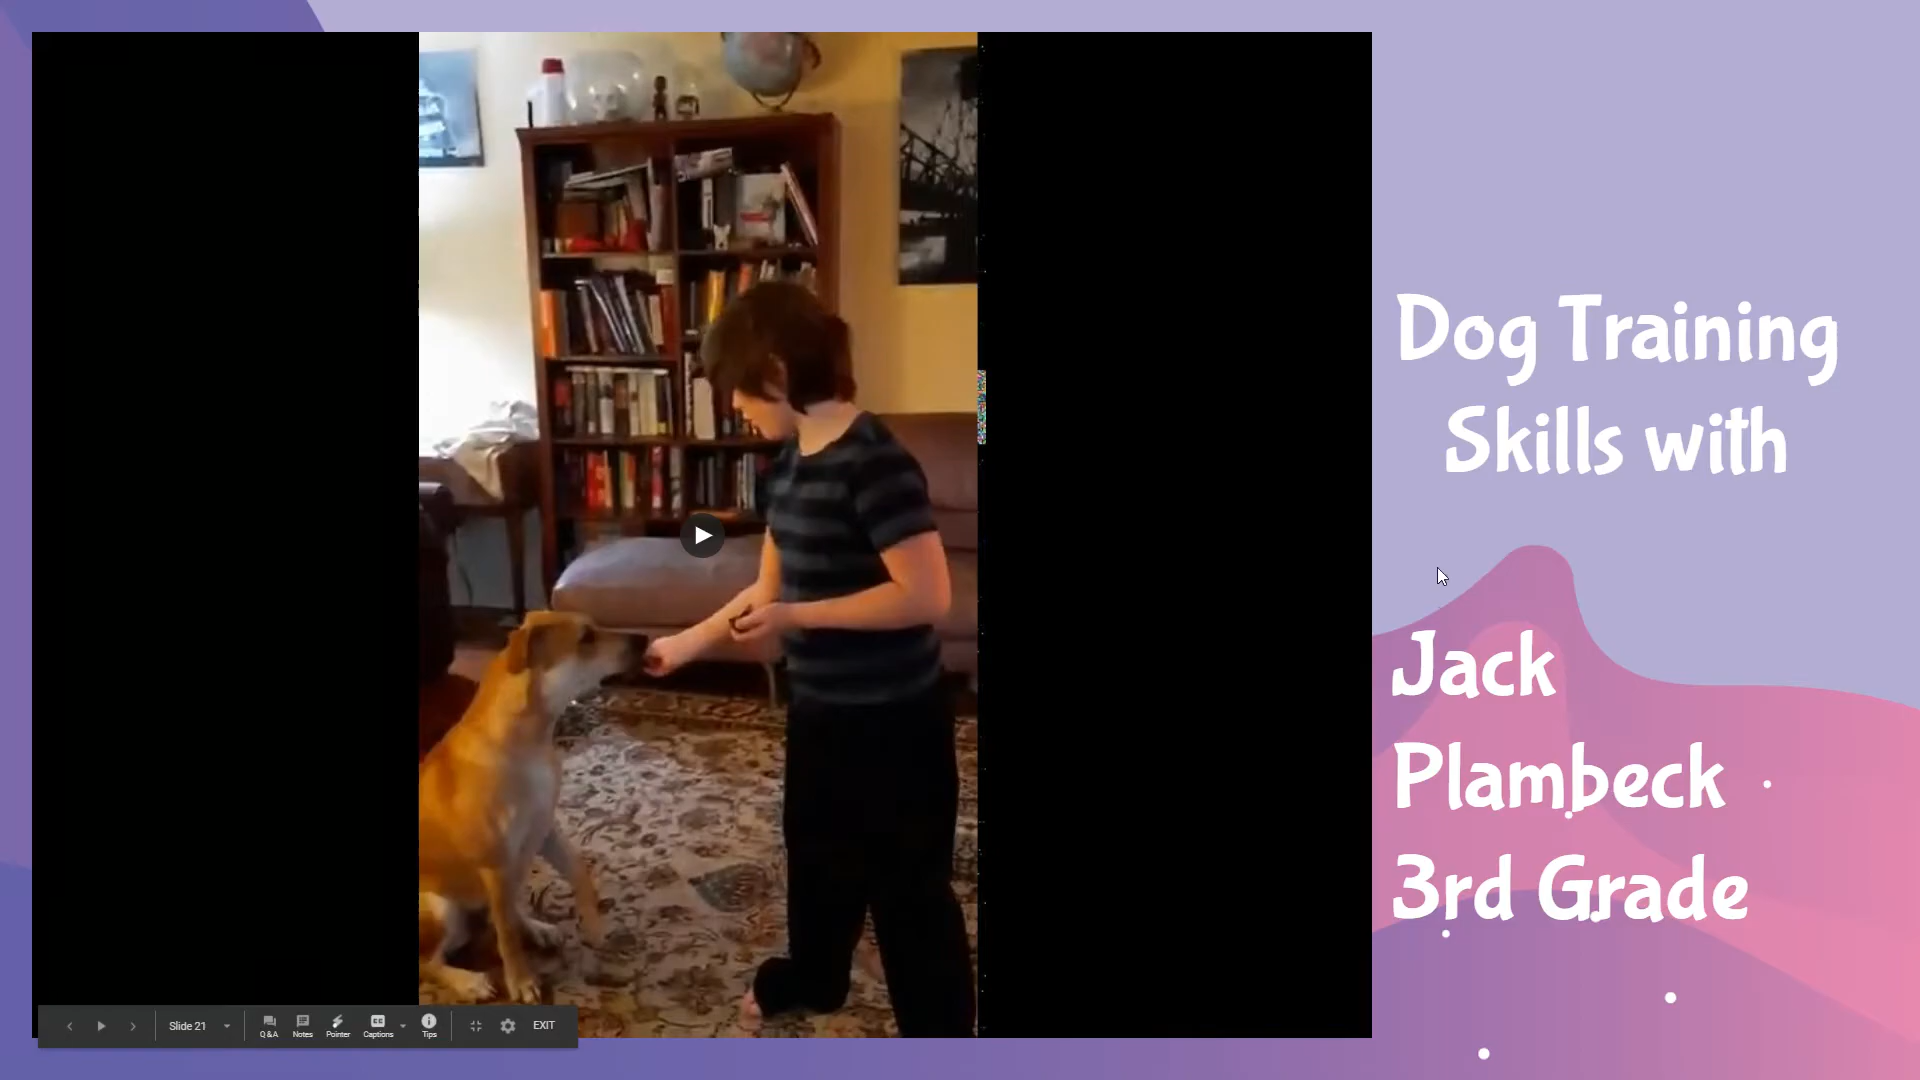 Dog Training
Skills with
Jack
Plambeck
3rd Grade
Slide 21
Q&A
Notes
Pointer
Captions
Tips
EXIT